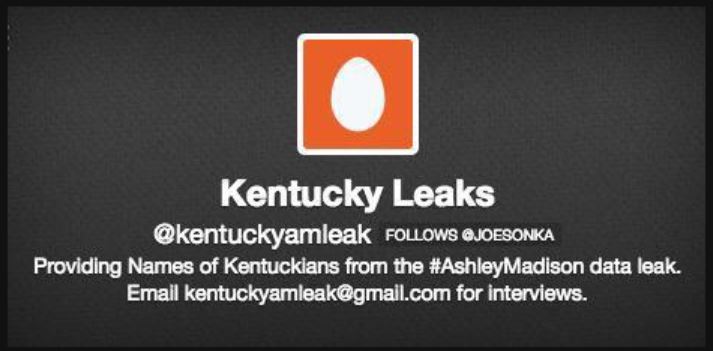 Kentucky Leaks
@kentuckyamleak FOLLOWS @JOESONKA
Providing Names of Kentuckians from the #AshleyMadison data leak.
Email kentuckyamleak@gmail.com for interviews.